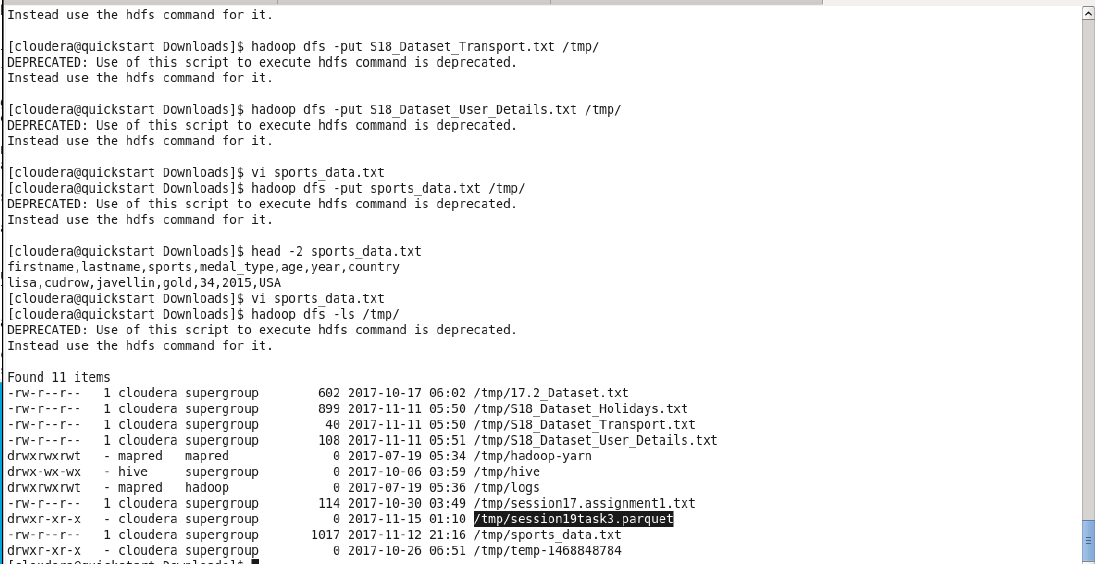 Instead use the hdfs command for it.
[cloudera@quickstart Downloads]$ hadoop dfs -put S18_Dataset_Transport.txt /tmp/
DEPRECATED: Use of this script to execute hdfs command is deprecated.
Instead use the hdfs command for it.
[cloudera@quickstart Downloads]$ hadoop dfs -put S18_Dataset_User_Details.txt /tmp/
DEPRECATED: Use of this script to execute hdfs command is deprecated.
Instead use the hdfs command for it.
[cloudera@quickstart Downloads]$ vi sports_data.txt
[cloudera@quickstart Downloads]$ hadoop dfs -put sports_data.txt /tmp/
DEPRECATED: Use of this script to execute hdfs command is deprecated.
Instead use the hdfs command for it.
[cloudera@quickstart Downloads]$ head -2 sports_data.txt
firstname,lastname,sports,medal_type,age,year,country
lisa,cudrow,javellin,gold,34,2015,USA
[cloudera@quickstart Downloads]$ vi sports_data.txt
[cloudera@quickstart Downloads]$ hadoop dfs -ls /tmp/
DEPRECATED: Use of this script to execute hdfs command is deprecated.
Instead use the hdfs command for it.
Found 11 items
-rw-r--r--   1 cloudera supergroup        602 2017-10-17 06:02 /tmp/17.2_Dataset.txt
-rw-r--r--   1 cloudera supergroup        899 2017-11-11 05:50 /tmp/S18_Dataset_Holidays.txt
-rw-r--r--   1 cloudera supergroup         40 2017-11-11 05:50 /tmp/S18_Dataset_Transport.txt
-rw-r--r--   1 cloudera supergroup        108 2017-11-11 05:51 /tmp/S18_Dataset_User_Details.txt
drwxrwxrwt   - mapred   mapred              0 2017-07-19 05:34 /tmp/hadoop-yarn
drwx-wx-wx   - hive     supergroup          0 2017-10-06 03:59 /tmp/hive
drwxrwxrwt   - mapred   hadoop              0 2017-07-19 05:36 /tmp/logs
-rw-r--r--   1 cloudera supergroup        114 2017-10-30 03:49 /tmp/session17.assignment1.txt
drwxr-xr-x   - cloudera supergroup          0 2017-11-15 01:10 /tmp/session19task3.parquet
-rw-r--r--   1 cloudera supergroup       1017 2017-11-12 21:16 /tmp/sports_data.txt
drwxr-xr-x   - cloudera supergroup          0 2017-10-26 06:51 /tmp/temp-1468848784
[cloudera@quickstart Downloads]$